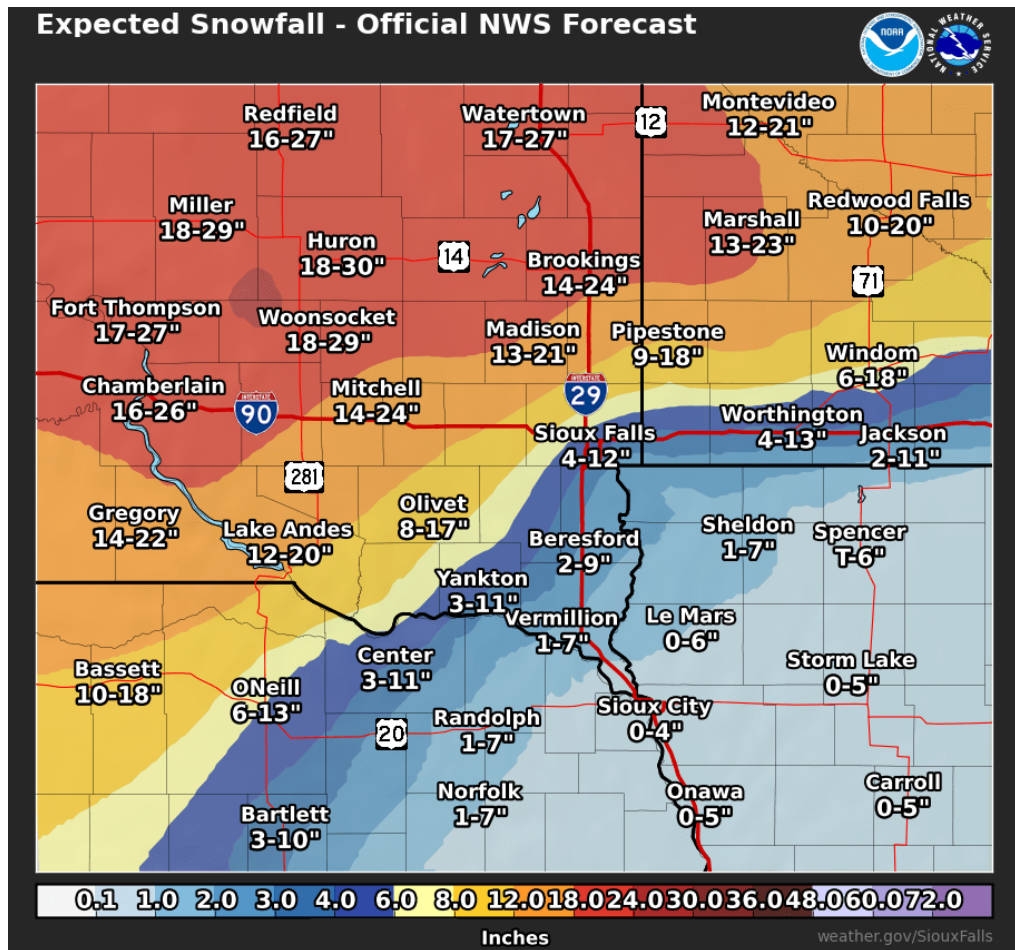 Expected Snowfall - Official NWS Forecast
NOAA
NATIONAL WEATHER SERVICE
Redfield
16-27"
Watertown
17-27"
12
Montevideo
12-21"
Miller
18-29"
Huron
18-30"
14
Brookings
14-24"
Marshall
13-23"
Redwood Falls
10-20"
71
Fort Thompson
17-27"
Woonsocket
18-29"
Madison
13-21"
Pipestone
9-18"
Windom
6-18"
Chamberlain
16-26"
INTERSTATE
90
Mitchell
14-24"
INTERSTATE
29
Sioux Falls
4-12"
Worthington
4-13"
Jackson
2-11"
281
Gregory
14-22"
Lake Andes
12-20"
Olivet
8-17"
Beresford
2-9"
Sheldon
1-7"
Spencer
T-6"
Yankton
3-11"
Vermillion
1-7"
Le Mars
0-6"
Bassett
10-18"
ONeill
6-13"
Center
3-11"
Storm Lake
0-5"
20
Randolph
1-7"
Sioux City
0-4"
Bartlett
3-10"
Norfolk
1-7"
Onawa
0-5"
Carroll
0-5"
0.1 1.0 2.0 3.0 4.0 6.0 8.0 12.0 18.0 24.0 30.0 36.0 48.0 60.0 72.0
Inches
weather.gov/SiouxFalls